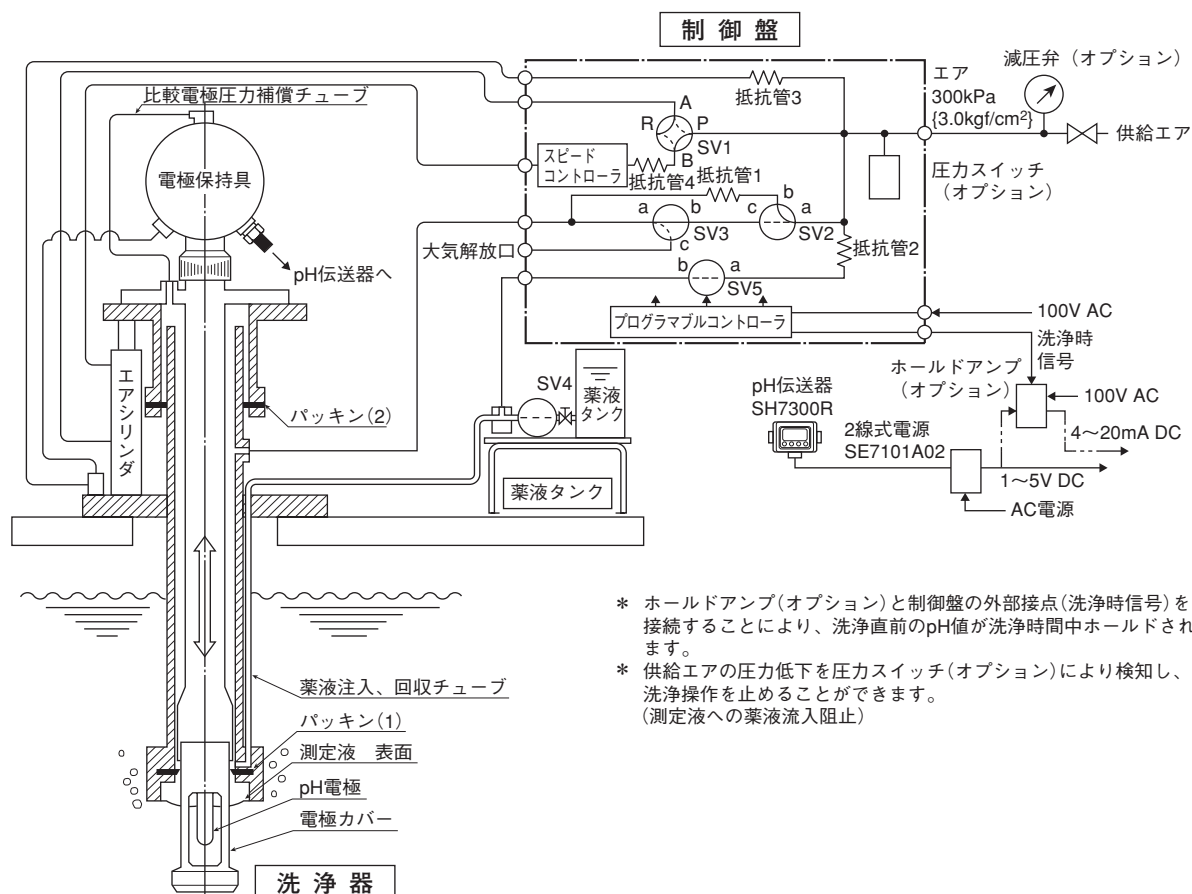 制御盤
比較電極圧力補償チューブ
電極保持具
pH伝送器へ
エアシリンダ
パッキン(2)
抵抗管3
A
R
P
SV1
B
スピード
コントローラ
抵抗管4
抵抗管1
a
b
SV3
c
c
b
a
SV2
抵抗管2
大気解放口
b
a
SV5
プログラマブルコントローラ
エア
300kPa
{3.0kgf/cm²}
減圧弁（オプション）
供給エア
圧力スイッチ
（オプション）
100V AC
洗浄時
信号
ホールドアンプ
（オプション）
100V AC
4～20mA DC
pH伝送器
SH7300R
2線式電源
SE7101A02
1～5V DC
AC電源
SV4
薬液
タンク
薬液タンク
薬液注入、回収チューブ
パッキン(1)
測定液　表面
pH電極
電極カバー
洗浄器
＊ ホールドアンプ(オプション)と制御盤の外部接点(洗浄時信号)を
接続することにより、洗浄直前のpH値が洗浄時間中ホールドされ
ます。
＊ 供給エアの圧力低下を圧力スイッチ(オプション)により検知し、
洗浄操作を止めることができます。
(測定液への薬液流入阻止)